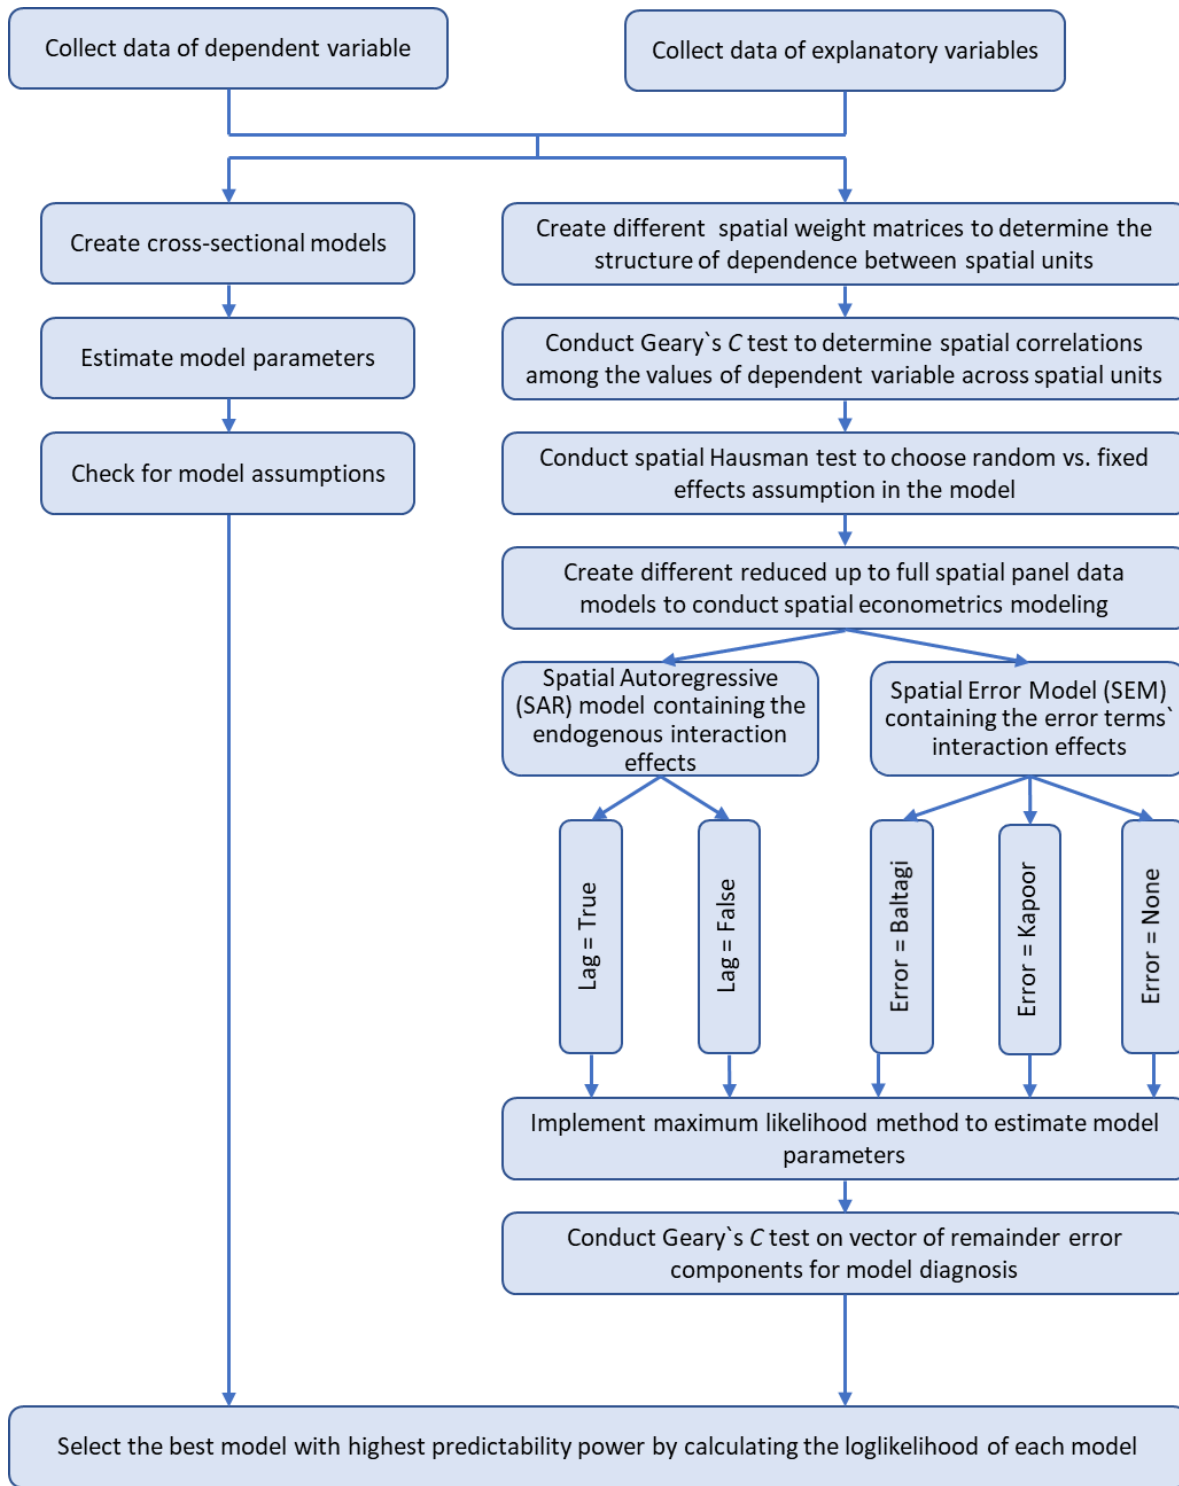 Collect data of dependent variable
Collect data of explanatory variables
Create cross-sectional models
Estimate model parameters
Check for model assumptions
Create different  spatial weight matrices to determine the
structure of dependence between spatial units
Conduct Geary`s C test to determine spatial correlations
among the values of dependent variable across spatial units
Conduct spatial Hausman test to choose random vs. fixed
effects assumption in the model
Create different reduced up to full spatial panel data
models to conduct spatial econometrics modeling
Spatial Autoregressive
(SAR) model containing the
endogenous interaction
effects
Spatial Error Model (SEM)
containing the error terms`
interaction effects
Lag = True
Lag = False
Error = Baltagi
Error = Kapoor
Error = None
Implement maximum likelihood method to estimate model
parameters
Conduct Geary`s C test on vector of remainder error
components for model diagnosis
Select the best model with highest predictability power by calculating the loglikelihood of each model